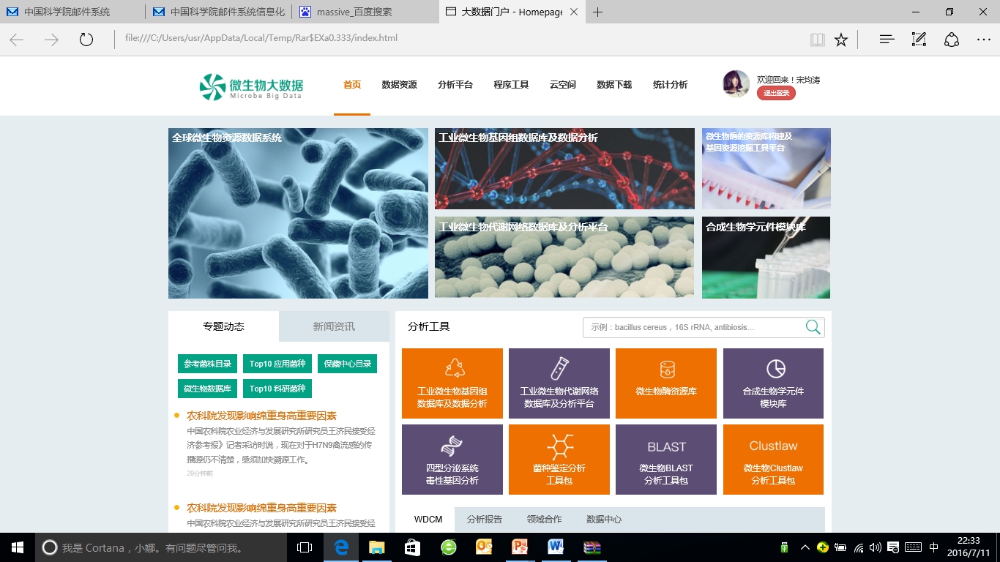 中国科学院邮件系统
中国科学院邮件系统信息化
massive_百度搜索
大数据门户 - Homepage
file:///C:/Users/usr/AppData/Local/Temp/Rar$EXa0.333/index.html
微生物大数据
Microbe Big Data
首页
数据资源
分析平台
程序工具
云空间
数据下载
统计分析
欢迎回来！宋均涛
退出登录
全球微生物资源数据系统
工业微生物基因组数据库及数据分析
微生物酶的资源库构建及
基因资源挖掘工具平台
工业微生物代谢网络数据库及分析平台
合成生物学元件模块库
专题动态
新闻资讯
参考菌株目录
Top10 应用菌种
保藏中心目录
微生物数据库
Top10 科研菌种
农科院发现影响绵重身高重要因素
中国农科院农业经济与发展研究所研究员王济民接受经
济参考报》记者采访时说，现在对于H7N9禽流感的传
播源仍不清楚，亟须加快溯源工作。
29分钟前
农科院发现影响绵重身高重要因素
中国农科院农业经济与发展研究所研究员王济民接受经
分析工具
示例：bacillus cereus，16S rRNA, antibiosis...
工业微生物基因组
数据库及数据分析
工业微生物代谢网络
数据库及分析平台
微生物酶资源库
合成生物学元件
模块库
四型分泌系统
毒性基因分析
菌种鉴定分析
工具包
BLAST
微生物BLAST
分析工具包
Clustlaw
微生物Clustlaw
分析工具包
WDCM
分析报告
领域合作
数据中心
我是 Cortana，小娜。有问题尽管问我。
中
22:33
2016/7/11